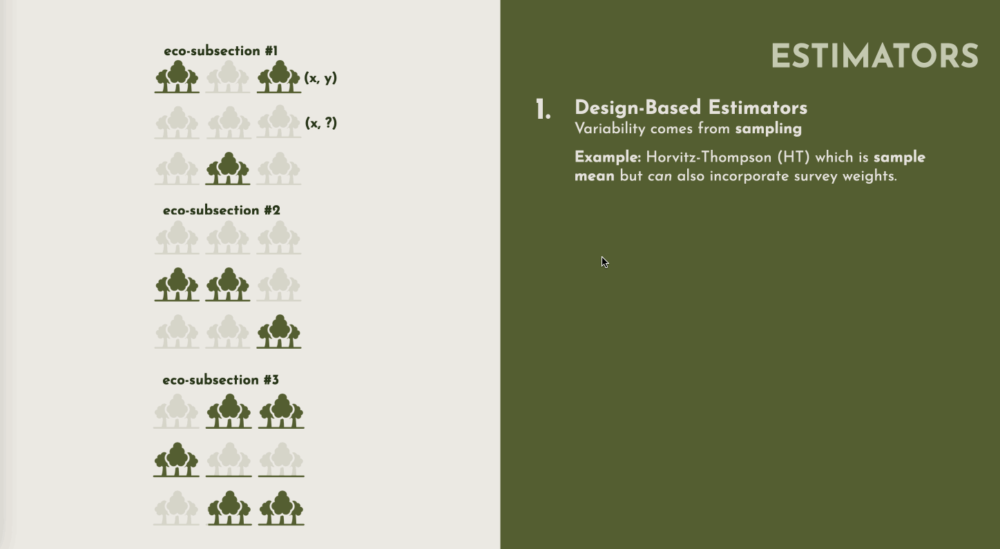 eco-subsection #1
(x, y)
(x, ?)
eco-subsection #2
eco-subsection #3
ESTIMATORS
1. Design-Based Estimators
Variability comes from sampling
Example: Horvitz-Thompson (HT) which is sample
mean but can also incorporate survey weights.